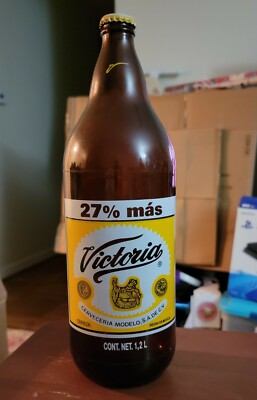 27% más
Victoria
®
CERVECERIA MODELO, S.A. DE C.V.
CONT. NET. 1,2 L